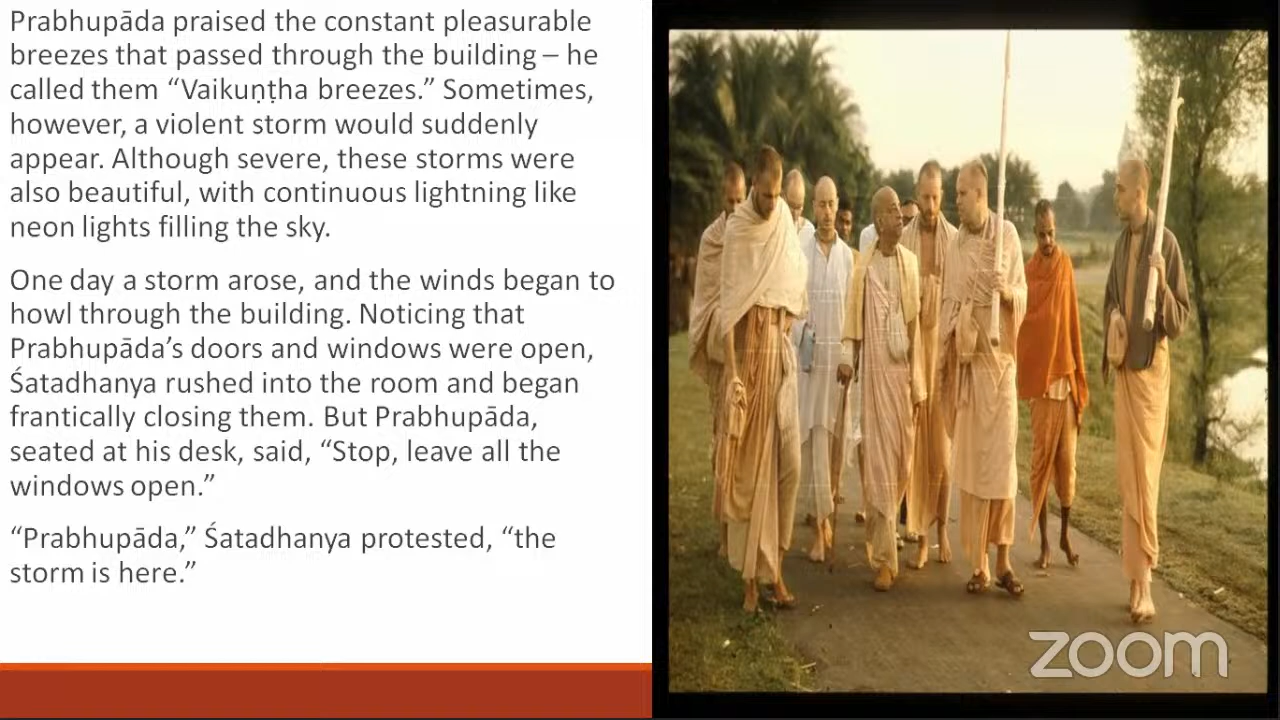 Prabhupāda praised the constant pleasurable
breezes that passed through the building – he
called them “Vaikuṇṭha breezes.” Sometimes,
however, a violent storm would suddenly
appear. Although severe, these storms were
also beautiful, with continuous lightning like
neon lights filling the sky.
One day a storm arose, and the winds began to
howl through the building. Noticing that
Prabhupāda’s doors and windows were open,
Śatadhanya rushed into the room and began
frantically closing them. But Prabhupāda,
seated at his desk, said, “Stop, leave all the
windows open.”
“Prabhupāda,” Śatadhanya protested, “the
storm is here.”
zoom